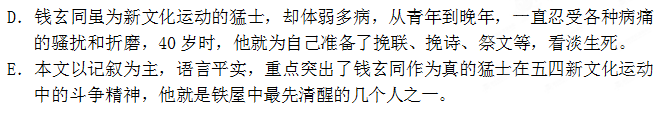 D．钱玄同虽为新文化运动的猛士，却体弱多病，从青年到晚年，一直忍受各种病痛
的骚扰和折磨，40 岁时，他就为自己准备了挽联、挽诗、祭文等，看淡生死。
E．本文以记叙为主，语言平实，重点突出了钱玄同作为真的猛士在五四新文化运动
中的斗争精神，他就是铁屋中最先清醒的几个人之一。